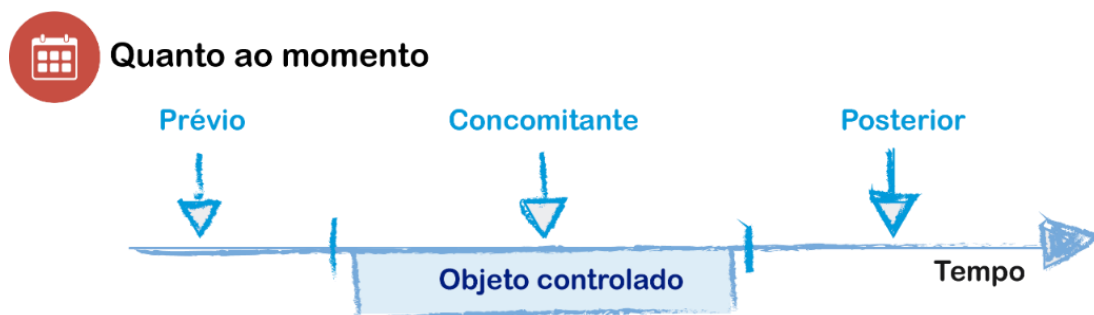 Quanto ao momento
Prévio
Concomitante
Posterior
Objeto controlado
Tempo